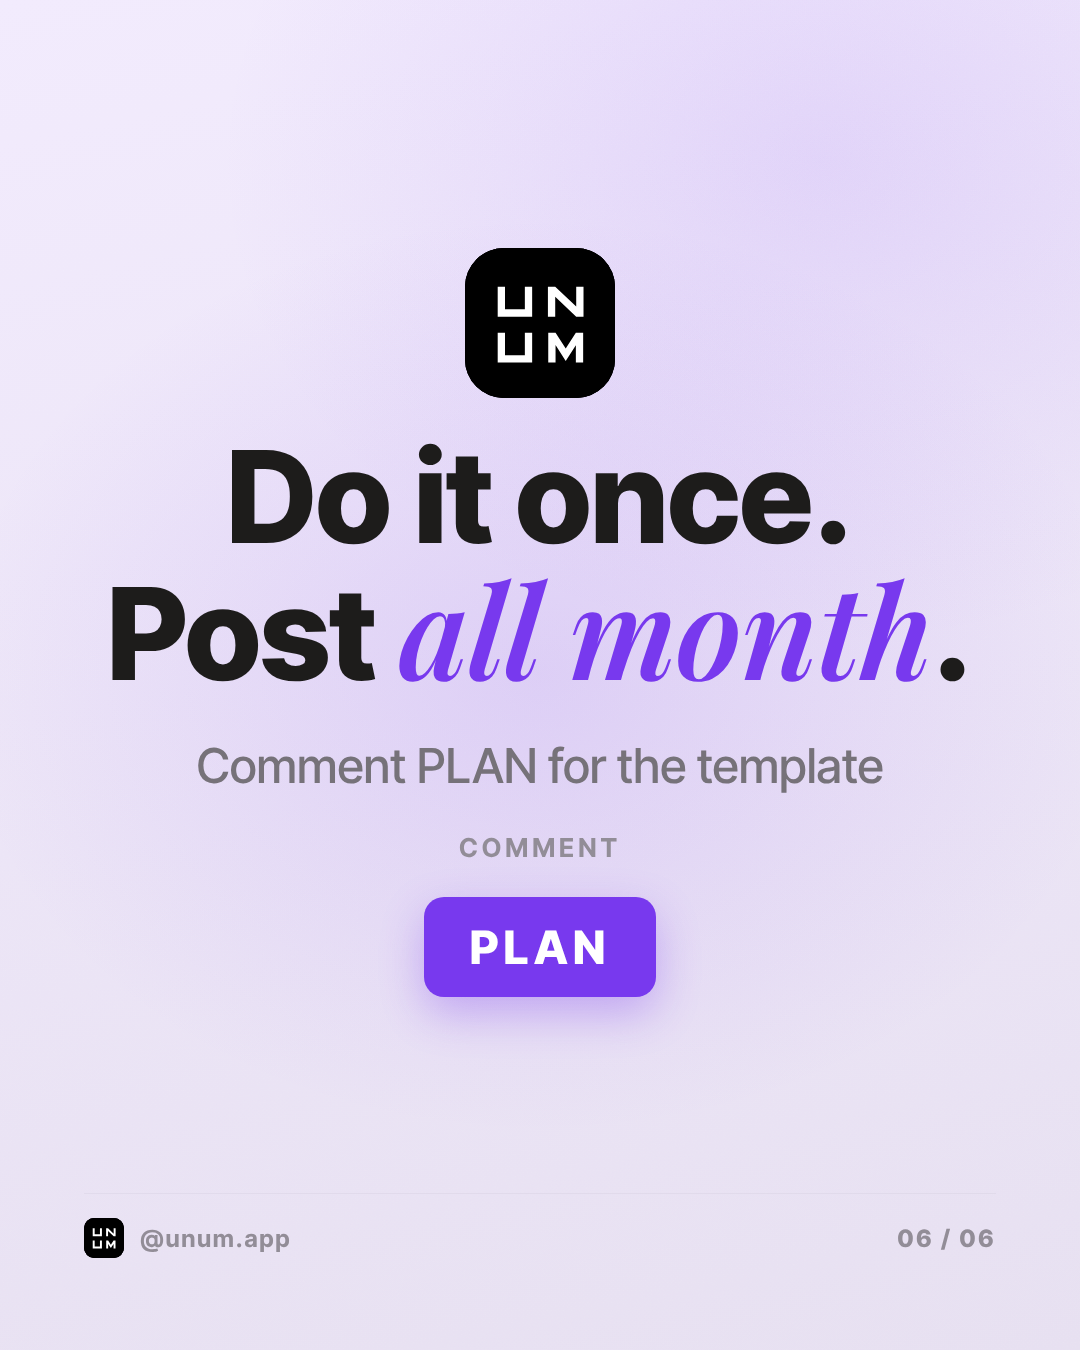 UN
UM
Do it once.
Post all month.
Comment PLAN for the template
COMMENT
PLAN
UN
UM
@unum.app
06 / 06